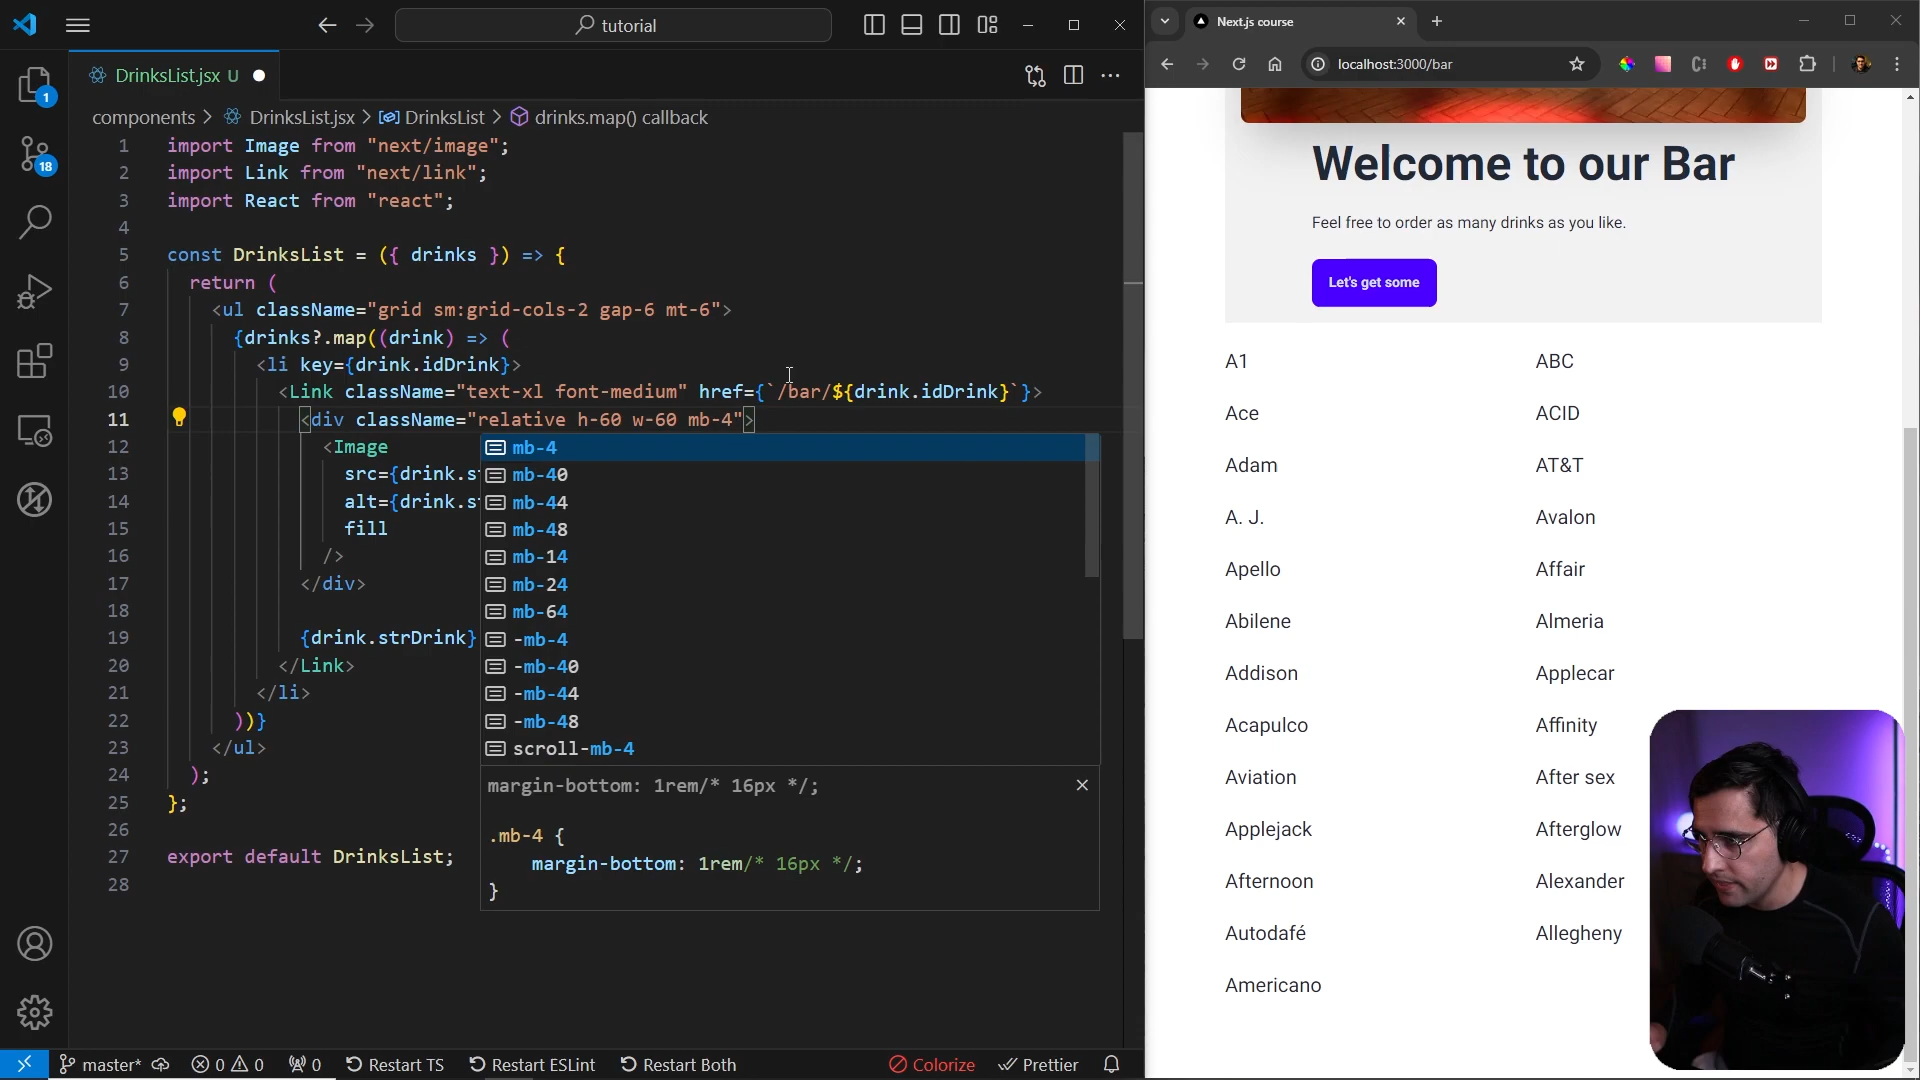 tutorial
DrinksList.jsx U
components > DrinksList.jsx > DrinksList > drinks.map() callback
1 import Image from "next/image";
2 import Link from "next/link";
3 import React from "react";
4
5 const DrinksList = ({ drinks }) => {
6 return (
7 <ul className="grid sm:grid-cols-2 gap-6 mt-6">
8 {drinks?.map((drink) => (
9 <li key={drink.idDrink}>
10 <Link className="text-xl font-medium" href={`/bar/${drink.idDrink}`}>
11 <div className="relative h-60 w-60 mb-4">
12 <Image
13 src={drink.st
14 alt={drink.st
15 fill
16 />
17 </div>
18
19 {drink.strDrink}
20 </Link>
21 </li>
22 ))}
23 </ul>
24 );
25 };
26
27 export default DrinksList;
28
mb-4
mb-40
mb-44
mb-48
mb-14
mb-24
mb-64
-mb-4
-mb-40
-mb-44
-mb-48
scroll-mb-4
margin-bottom: 1rem/* 16px */;
.mb-4 {
margin-bottom: 1rem/* 16px */;
}
1
18
master* 0 0 0 Restart TS Restart ESLint Restart Both Colorize Prettier
Next.js course
localhost:3000/bar
Welcome to our Bar
Feel free to order as many drinks as you like.
Let's get some
A1 ABC
Ace ACID
Adam AT&T
A. J. Avalon
Apello Affair
Abilene Almeria
Addison Applecar
Acapulco Affinity
Aviation After sex
Applejack Afterglow
Afternoon Alexander
Autodafé Allegheny
Americano